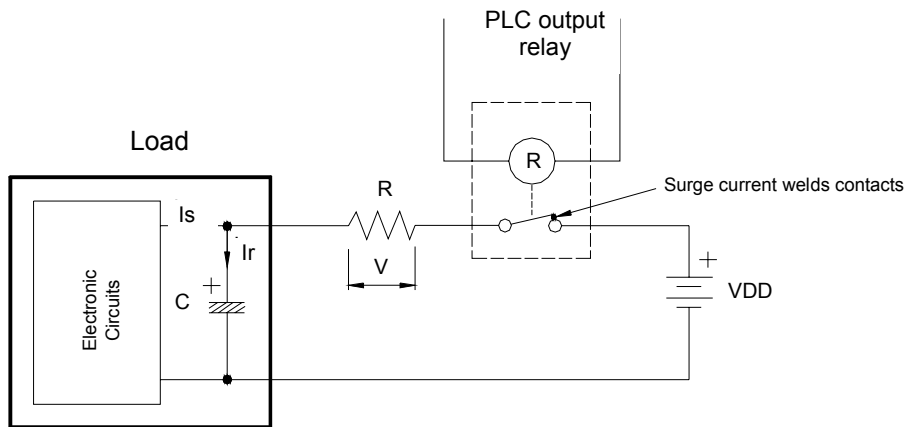 PLC output
relay
Load
R
R
Surge current welds contacts
Is
Ir
+
V
+
C
VDD
Electronic
Circuits